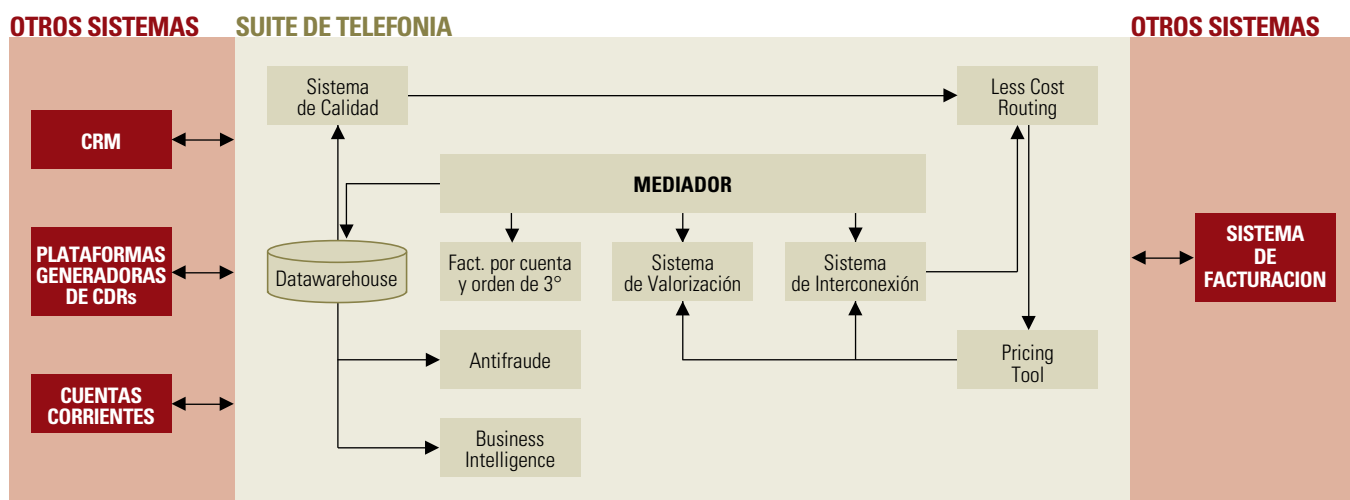 OTROS SISTEMAS
SUITE DE TELEFONIA
OTROS SISTEMAS
Sistema
de Calidad
Less Cost
Routing
CRM
MEDIADOR
PLATAFORMAS
GENERADORAS
DE CDRs
Datawarehouse
Fact. por cuenta
y orden de 3°
Sistema
de Valorización
Sistema
de Interconexión
SISTEMA
DE
FACTURACION
Antifraude
Pricing
Tool
CUENTAS
CORRIENTES
Business
Intelligence